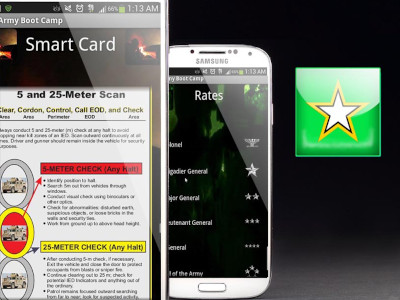 66% 1:13 AM
Army Boot Camp
Smart Card
5 and 25-Meter Scan
Clear, Cordon, Control, Call EOD, and Check
Area Area Perimeter EOD Area
Always conduct 5 and 25-meter (m) check at halt to avoid
stopping near kill zones of an IED. Scan outward continuously at all
times. Driver and gunner should remain inside the vehicle for security
purposes.
5-METER CHECK (Any Halt)
• Identify position to halt.
• Search 5m out from vehicles through
windows.
• Conduct visual check using binoculars or
other optics.
• Check for abnormalities, disturbed earth,
suspicious objects, or loose bricks in the
walls and security lies.
• Work from ground up to above head height.
25-METER CHECK (Any Halt)
• After conducting 5-m check, if necessary,
Exit the vehicle and close the door to protect
occupants from blasts or sniper fire.
• Continue clearing out to 25 m; check for
potential IED Indicators and anything out of
the ordinary.
• Patrol remains focused outward searching
from far to near, look for suspected activity.
SAMSUNG
1:13 AM
Army Boot Camp
Rates
olonel
igadier General
Major General
eutenant General
eneral
l of the Army